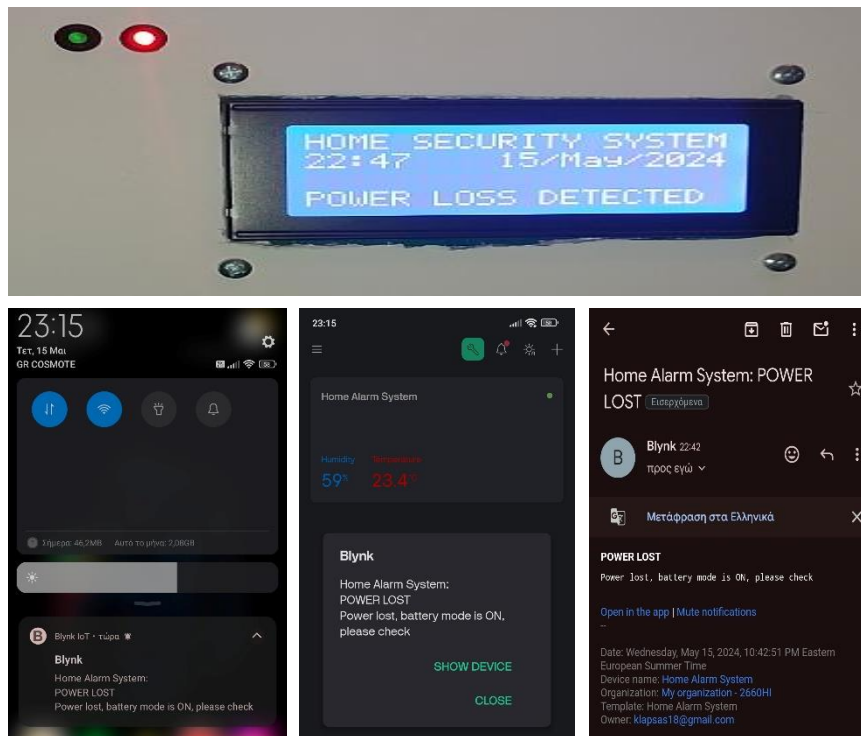 HOME SECURITY SYSTEM
22:47 15/May/2024
POWER LOSS DETECTED
23:15
Τετ, 15 Μαι
GR COSMOTE
Σήμερα: 46,2MB Αυτό το μήνα: 2,08GB
B Blynk IoT • τώρα
Blynk
Home Alarm System:
POWER LOST
Power lost, battery mode is ON, please check
23:15
Home Alarm System
Humidity Temperature
59% 23.4°C
Blynk
Home Alarm System:
POWER LOST
Power lost, battery mode is ON,
please check
SHOW DEVICE
CLOSE
Home Alarm System: POWER
LOST Εισερχόμενα
B Blynk 22:42
προς εγώ
Μετάφραση στα Ελληνικά
POWER LOST
Power lost, battery mode is ON, please check
Open in the app | Mute notifications
--
Date: Wednesday, May 15, 2024, 10:42:51 PM Eastern
European Summer Time
Device name: Home Alarm System
Organization: My organization - 2660HI
Template: Home Alarm System
Owner: klapsas18@gmail.com